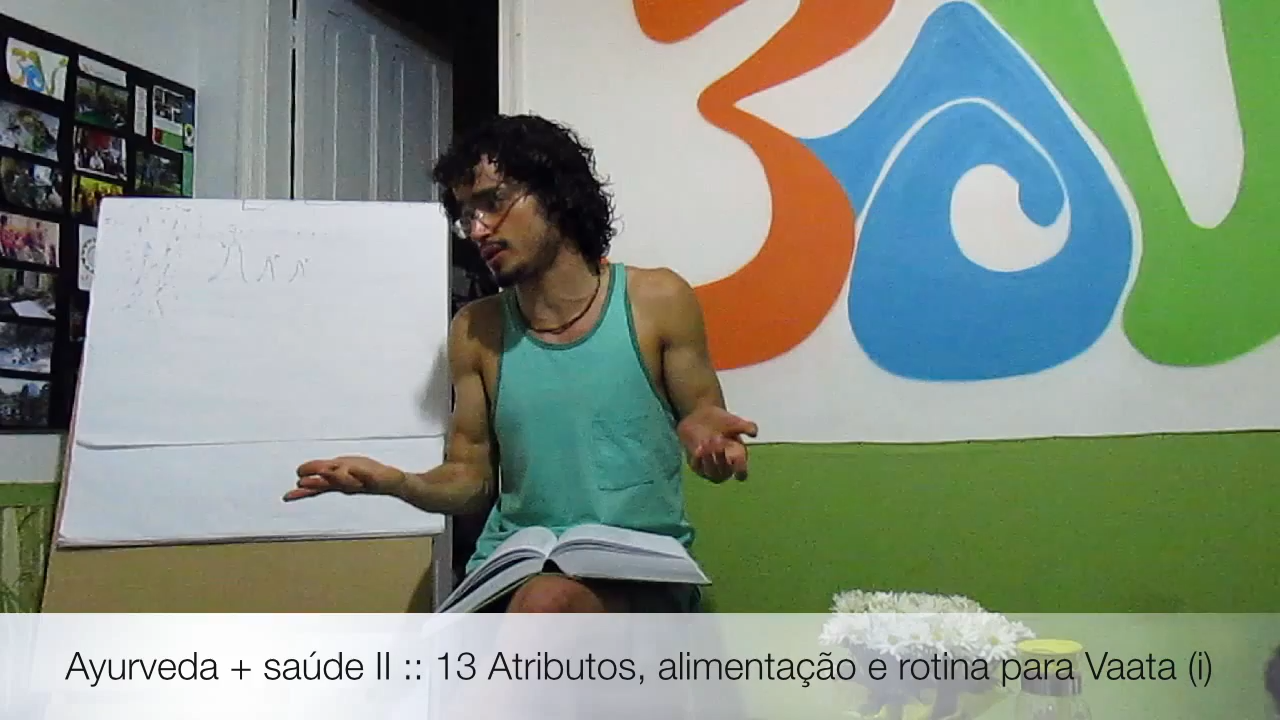 Ayurveda + saúde II :: 13 Atributos, alimentação e rotina para Vaata (i)